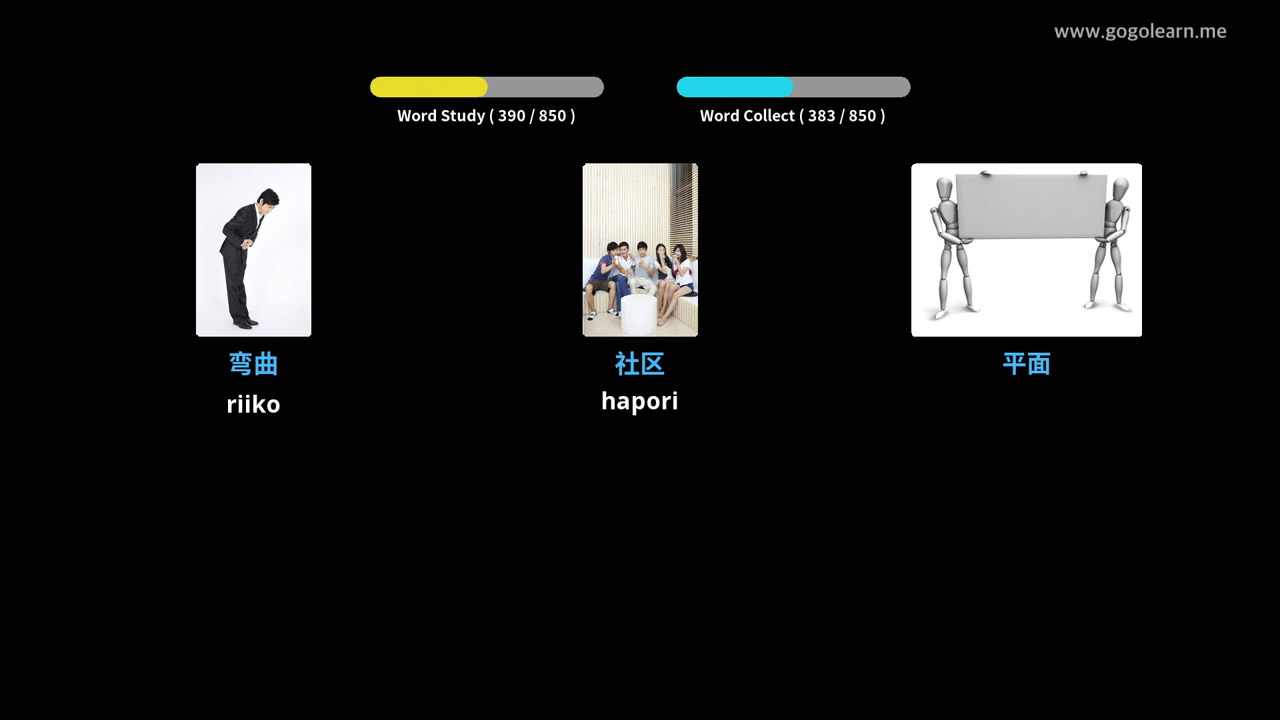 www.gogolearn.me
Word Study ( 390 / 850 )
Word Collect ( 383 / 850 )
弯曲
社区
平面
riiko
hapori